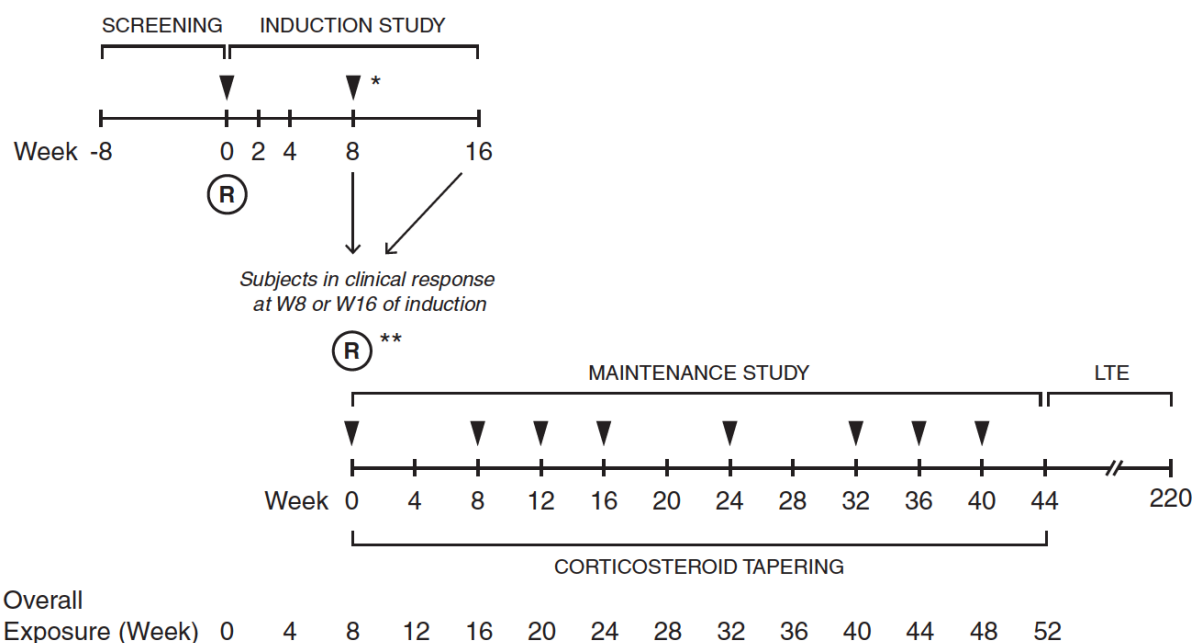 SCREENING INDUCTION STUDY
*
Week -8 0 2 4 8 16
R
Subjects in clinical response
at W8 or W16 of induction
R **
MAINTENANCE STUDY LTE
Week 0 4 8 12 16 20 24 28 32 36 40 44 220
CORTICOSTEROID TAPERING
Overall
Exposure (Week) 0 4 8 12 16 20 24 28 32 36 40 44 48 52